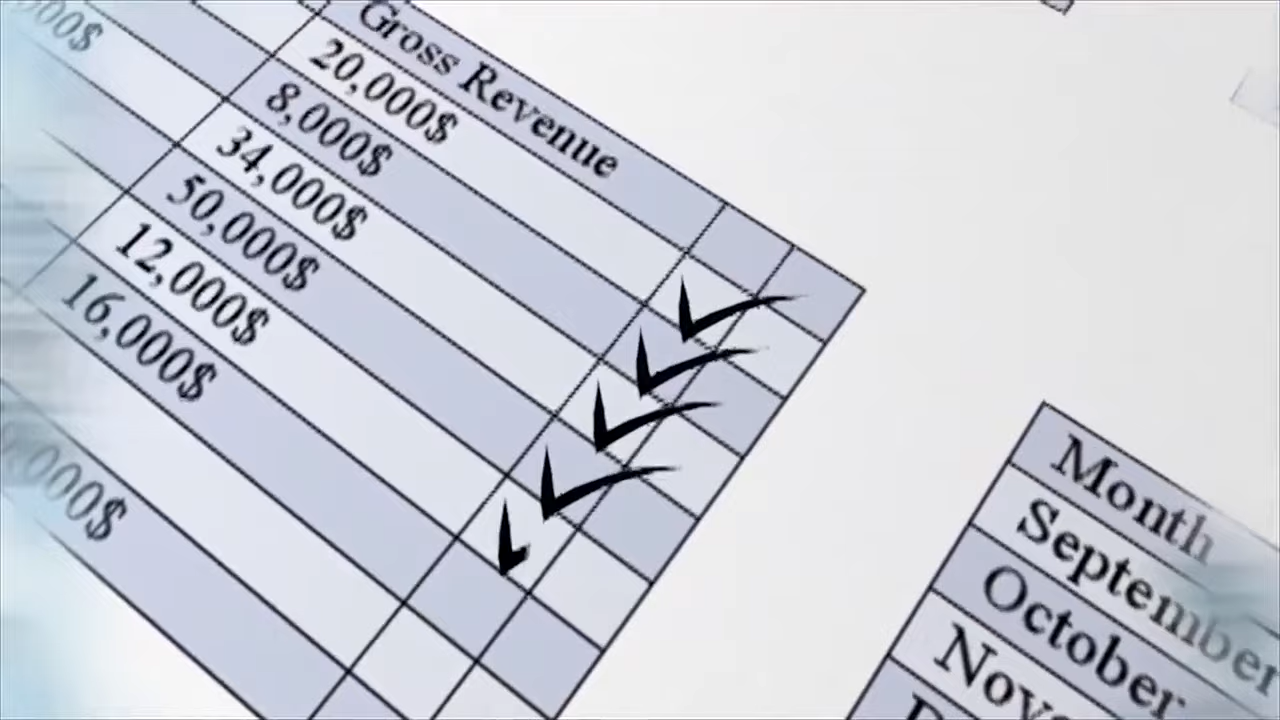 Gross Revenue
20,000$
8,000$
34,000$
50,000$
12,000$
16,000$
Month
September
October